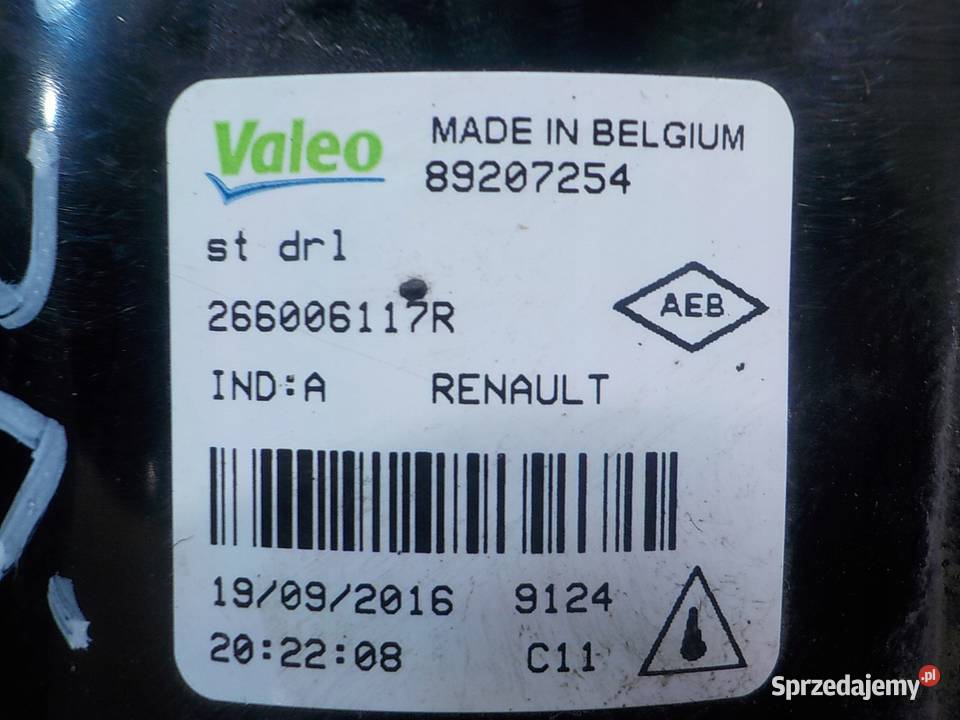 Valeo
MADE IN BELGIUM
89207254
st drl
266006117R
AEB
IND:A RENAULT
19/09/2016 9124
20:22:08 C11
Sprzedajemy.pl